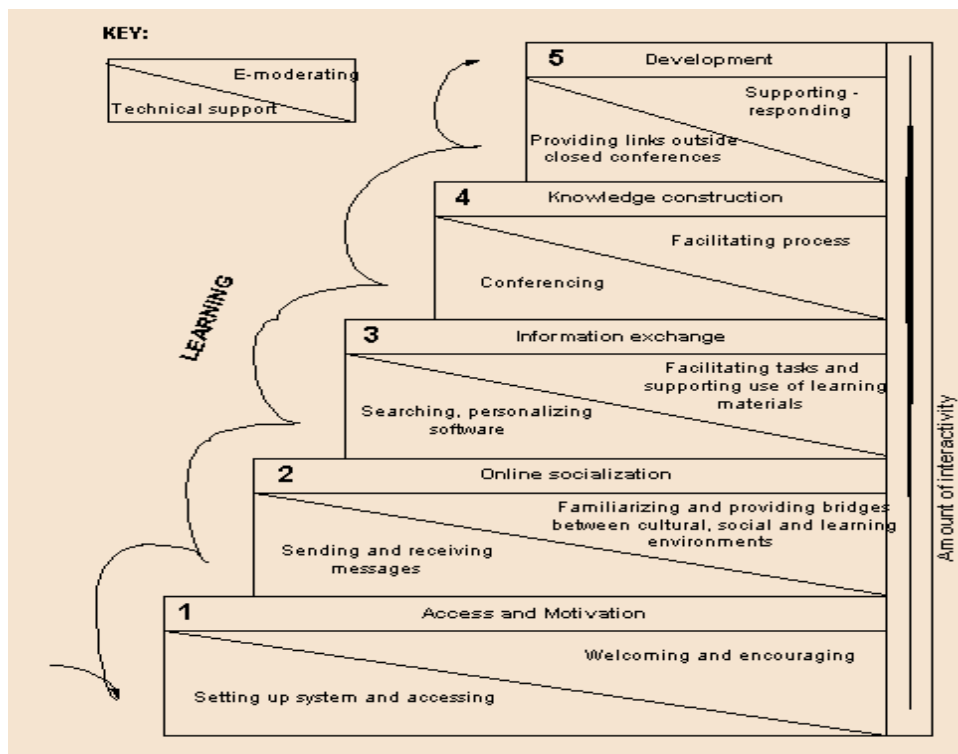 KEY:
E-moderating
Technical support
5 Development
Supporting -
responding
Providing links outside
closed conferences
4 Knowledge construction
Facilitating process
Conferencing
LEARNING
3 Information exchange
Facilitating tasks and
supporting use of learning
materials
Searching, personalizing
software
2 Online socialization
Familiarizing and providing bridges
between cultural, social and learning
environments
Sending and receiving
messages
1 Access and Motivation
Welcoming and encouraging
Setting up system and accessing
Amount of interactivity